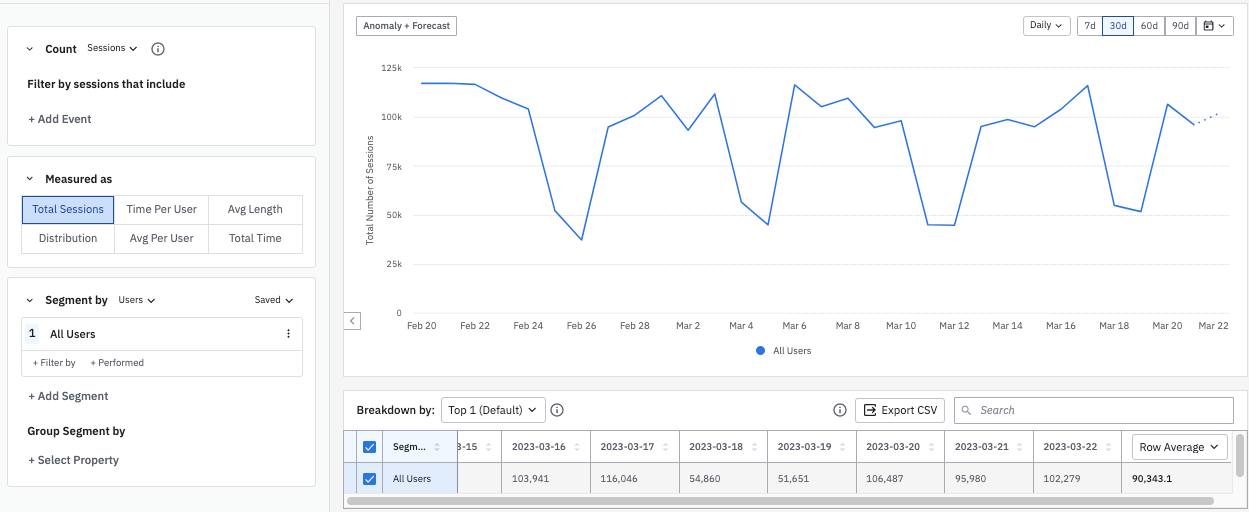 Count Sessions
Filter by sessions that include
+ Add Event
Measured as
Total Sessions Time Per User Avg Length
Distribution Avg Per User Total Time
Segment by Users Saved
1 All Users
+ Filter by + Performed
+ Add Segment
Group Segment by
+ Select Property
Anomaly + Forecast Daily 7d 30d 60d 90d
Total Number of Sessions
125k
100k
75k
50k
25k
0
Feb 20 Feb 22 Feb 24 Feb 26 Feb 28 Mar 2 Mar 4 Mar 6 Mar 8 Mar 10 Mar 12 Mar 14 Mar 16 Mar 18 Mar 20 Mar 22
All Users
Breakdown by: Top 1 (Default) Export CSV Search
Segm... 3-15 2023-03-16 2023-03-17 2023-03-18 2023-03-19 2023-03-20 2023-03-21 2023-03-22 Row Average
All Users 103,941 116,046 54,860 51,651 106,487 95,980 102,279 90,343.1